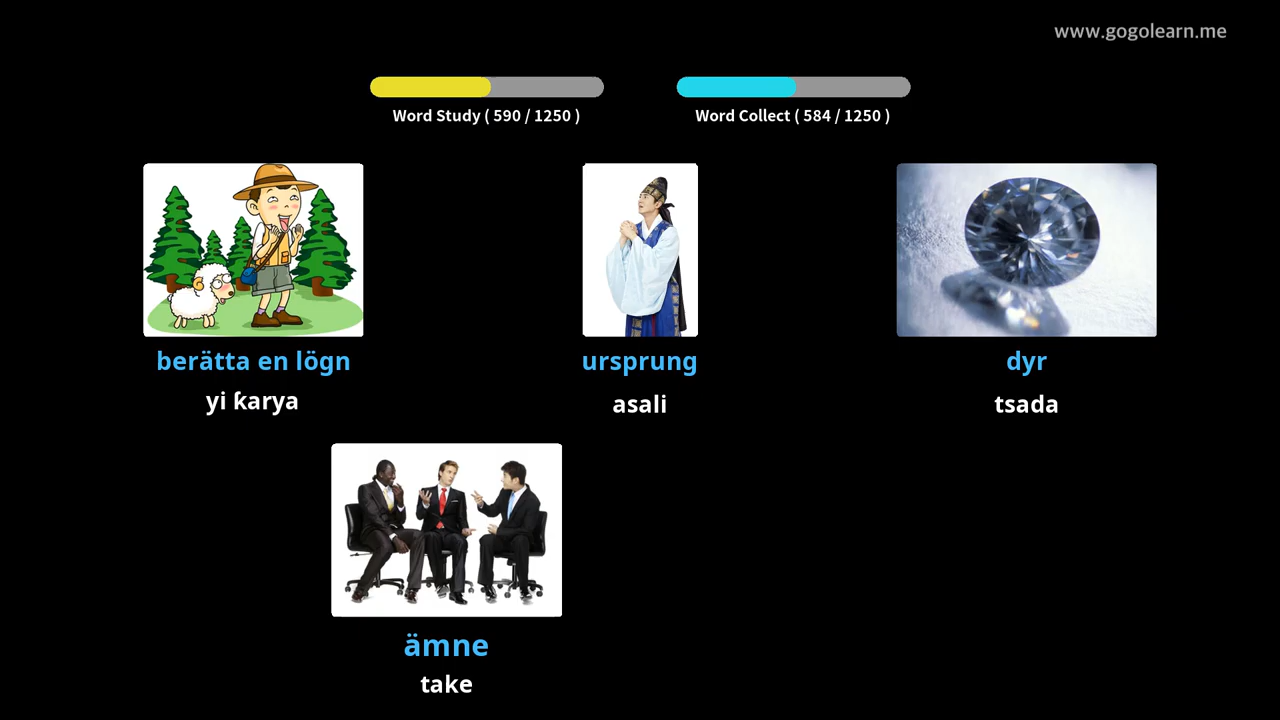 www.gogolearn.me
Word Study ( 590 / 1250 )
Word Collect ( 584 / 1250 )
berätta en lögn
ursprung
dyr
yi ƙarya
asali
tsada
ämne
take